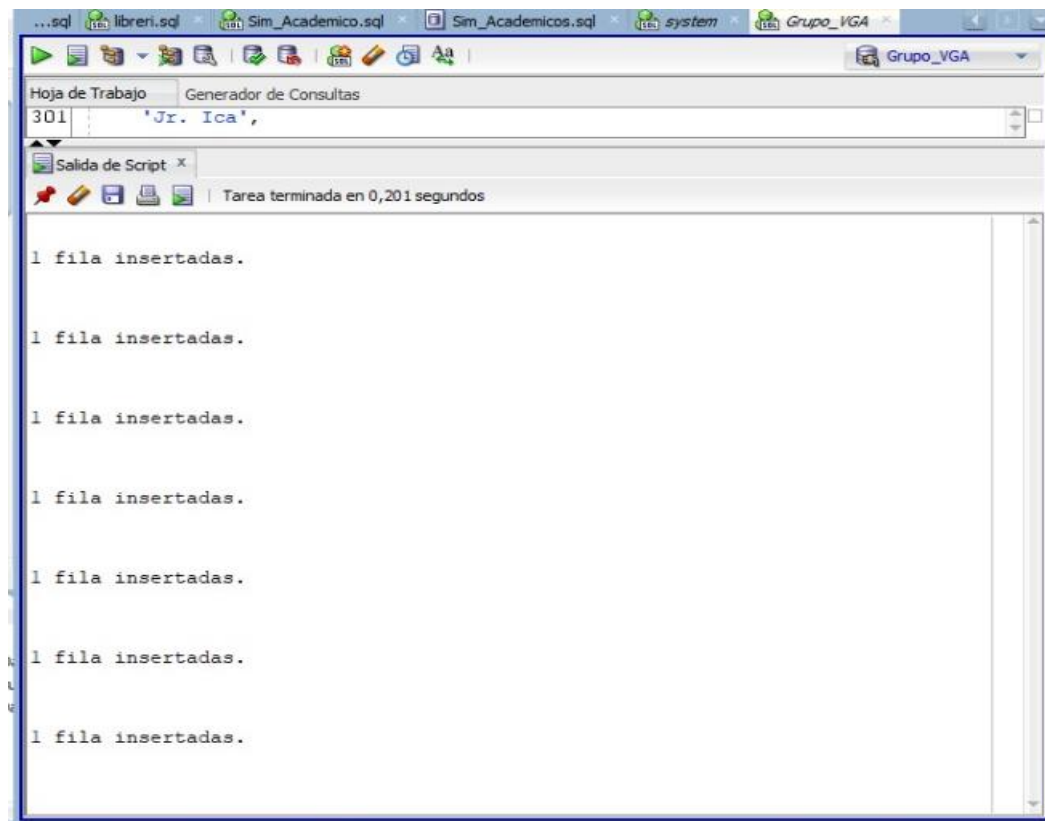 ...sql libreri.sql Sim_Academico.sql Sim_Academicos.sql system Grupo_VGA
Grupo_VGA
Hoja de Trabajo Generador de Consultas
301 'Jr. Ica',
Salida de Script
Tarea terminada en 0,201 segundos
1 fila insertadas.
1 fila insertadas.
1 fila insertadas.
1 fila insertadas.
1 fila insertadas.
1 fila insertadas.
1 fila insertadas.